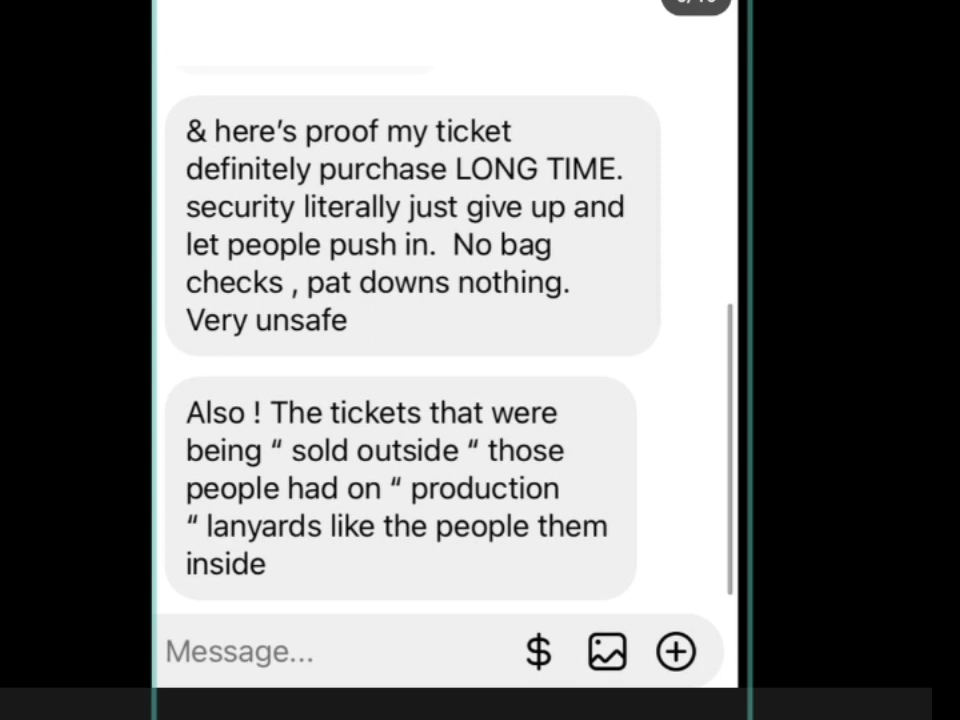 & here's proof my ticket
definitely purchase LONG TIME.
security literally just give up and
let people push in.  No bag
checks , pat downs nothing.
Very unsafe
Also ! The tickets that were
being “ sold outside “ those
people had on “ production
“ lanyards like the people them
inside
Message...
$